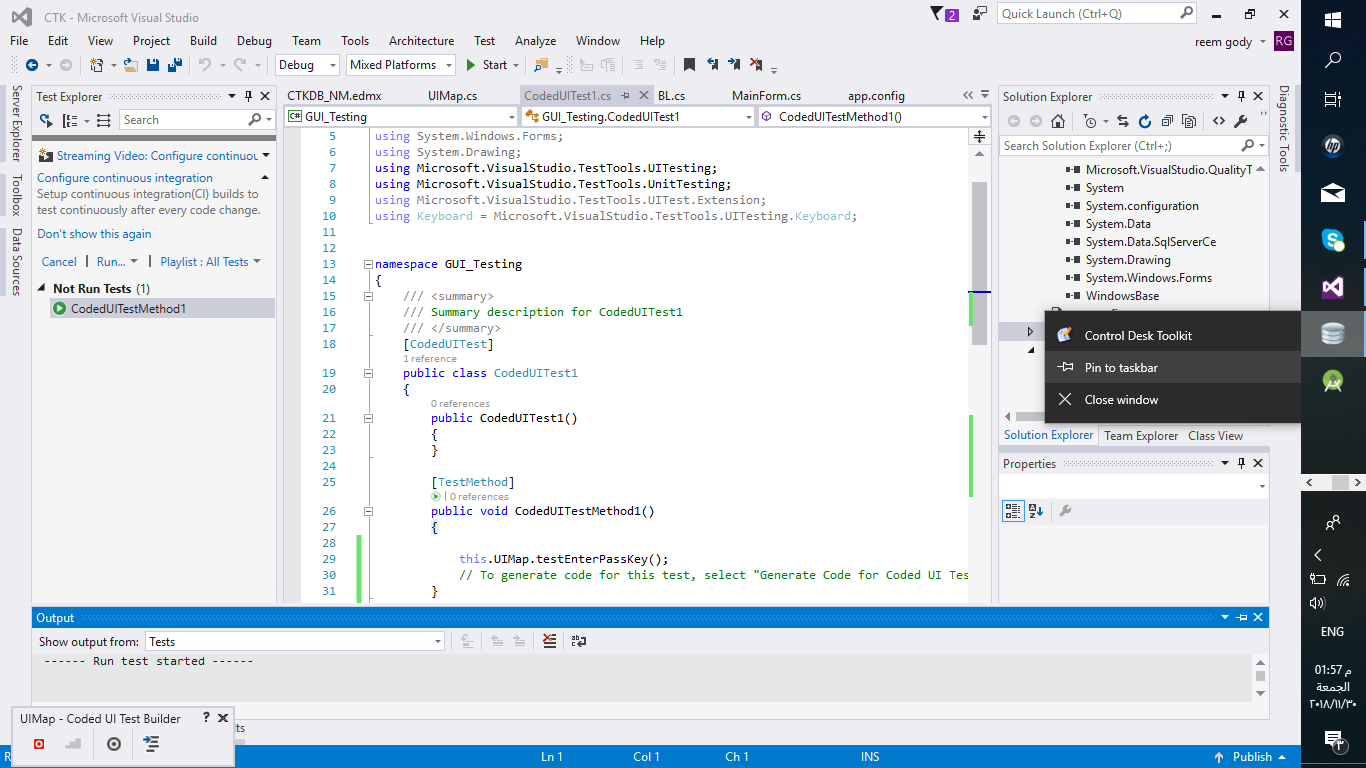 CTK - Microsoft Visual Studio
2
Quick Launch (Ctrl+Q)
File Edit View Project Build Debug Team Tools Architecture Test Analyze Window Help
reem gody RG
Debug Mixed Platforms Start
Server Explorer
Toolbox
Data Sources
Test Explorer
Search
Streaming Video: Configure continuou
Configure continuous integration
Setup continuous integration(CI) builds to
test continuously after every code change.
Don't show this again
Cancel | Run... | Playlist : All Tests
Not Run Tests (1)
CodedUITestMethod1
CTKDB_NM.edmx UIMap.cs CodedUITest1.cs BL.cs MainForm.cs app.config
GUI_Testing GUI_Testing.CodedUITest1 CodedUITestMethod1()
5 using System.Windows.Forms;
6 using System.Drawing;
7 using Microsoft.VisualStudio.TestTools.UITesting;
8 using Microsoft.VisualStudio.TestTools.UnitTesting;
9 using Microsoft.VisualStudio.TestTools.UITest.Extension;
10 using Keyboard = Microsoft.VisualStudio.TestTools.UITesting.Keyboard;
11
12
13 namespace GUI_Testing
14 {
15 /// <summary>
16 /// Summary description for CodedUITest1
17 /// </summary>
18 [CodedUITest]
1 reference
19 public class CodedUITest1
20 {
0 references
21 public CodedUITest1()
22 {
23 }
24
25 [TestMethod]
| 0 references
26 public void CodedUITestMethod1()
27 {
28
29 this.UIMap.testEnterPassKey();
30 // To generate code for this test, select "Generate Code for Coded UI Tes
31 }
Solution Explorer
Search Solution Explorer (Ctrl+;)
Microsoft.VisualStudio.QualityT
System
System.configuration
System.Data
System.Data.SqlServerCe
System.Drawing
System.Windows.Forms
WindowsBase
Control Desk Toolkit
Pin to taskbar
Close window
Solution Explorer Team Explorer Class View
Properties
Diagnostic Tools
Output
Show output from: Tests
------ Run test started ------
UIMap - Coded UI Test Builder ? 
ts
Ln 1 Col 1 Ch 1 INS Publish
hp
ENG
01:57 م
الجمعة
٢٠١٨/١١/٣٠
٣